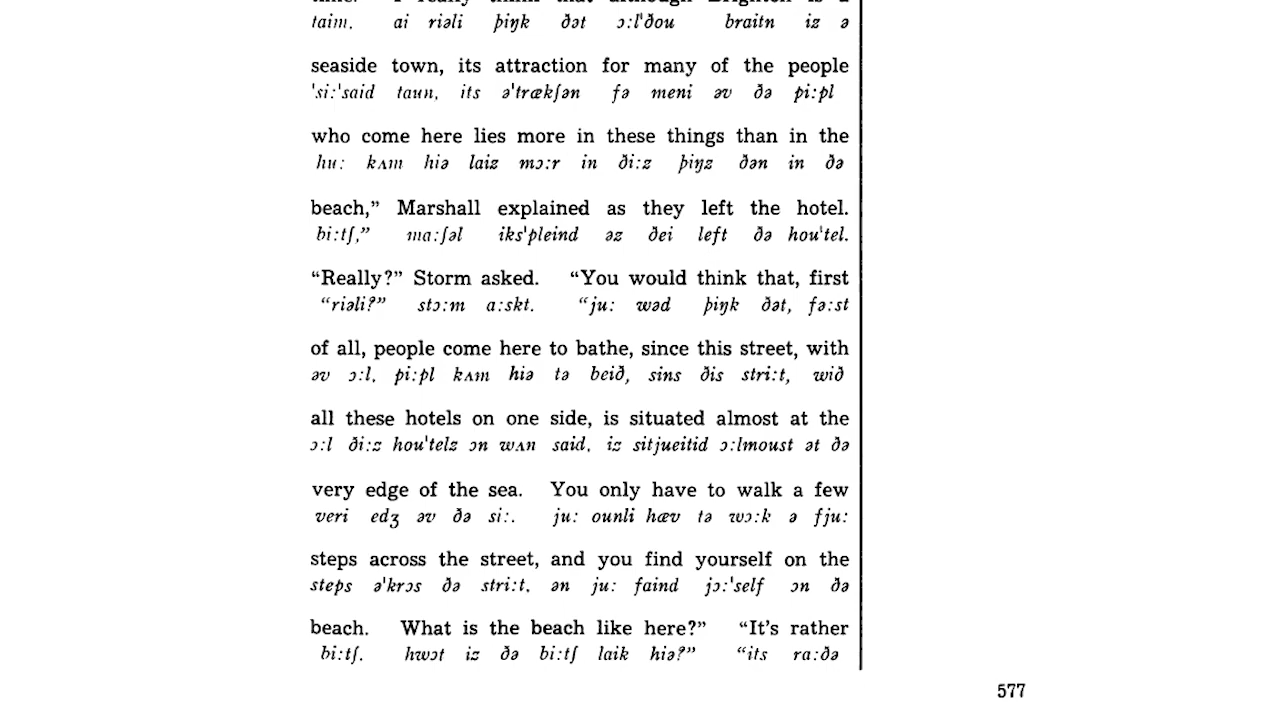 taim. ai riəli þiŋk ðət ɔ:l'ðou braitn iz ə
seaside town, its attraction for many of the people
'si:'said taun, its ə'trækʃən fə meni əv ðə pi:pl
who come here lies more in these things than in the
hu: kʌm hiə laiz mɔ:r in ði:z þiŋz ðən in ðə
beach,” Marshall explained as they left the hotel.
bi:tʃ,” ma:ʃəl iks'pleind əz ðei left ðə hou'tel.
“Really?” Storm asked. “You would think that, first
“riəli?” stɔ:m a:skt. “ju: wəd þiŋk ðət, fə:st
of all, people come here to bathe, since this street, with
əv ɔ:l, pi:pl kʌm hiə tə beið, sins ðis stri:t, wið
all these hotels on one side, is situated almost at the
ɔ:l ði:z hou'telz ɔn wʌn said, iz sitjueitid ɔ:lmoust ət ðə
very edge of the sea. You only have to walk a few
veri edʒ əv ðə si:. ju: ounli hæv tə wɔ:k ə fju:
steps across the street, and you find yourself on the
steps ə'krɔs ðə stri:t, ən ju: faind jɔ:'self ɔn ðə
beach. What is the beach like here?” “It's rather
bi:tʃ. hwɔt iz ðə bi:tʃ laik hiə?” “its ra:ðə
577